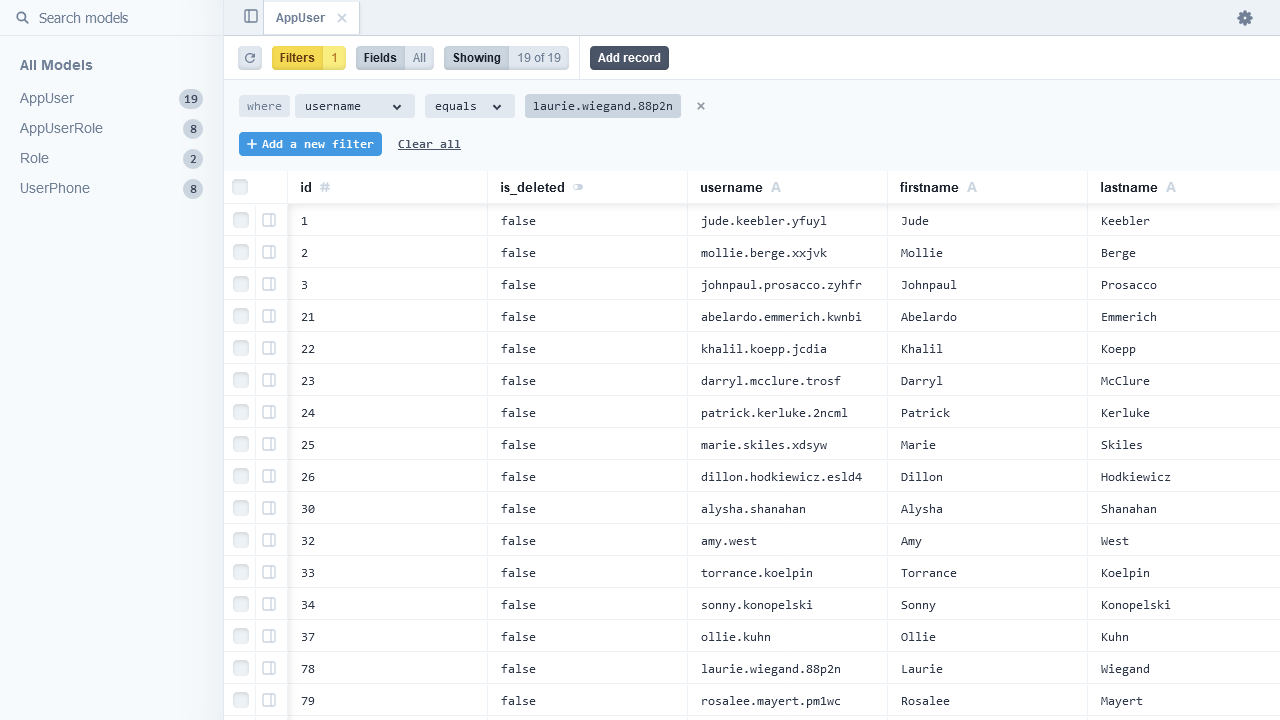 Search models
AppUser
Filters 1 Fields All Showing 19 of 19 Add record
All Models
AppUser 19
AppUserRole 8
Role 2
UserPhone 8
where username equals laurie.wiegand.88p2n
Add a new filter Clear all
id # is_deleted username A firstname A lastname A
1 false jude.keebler.yfuyl Jude Keebler
2 false mollie.berge.xxjvk Mollie Berge
3 false johnpaul.prosacco.zyhfr Johnpaul Prosacco
21 false abelardo.emmerich.kwnbi Abelardo Emmerich
22 false khalil.koepp.jcdia Khalil Koepp
23 false darryl.mcclure.trosf Darryl McClure
24 false patrick.kerluke.2ncml Patrick Kerluke
25 false marie.skiles.xdsyw Marie Skiles
26 false dillon.hodkiewicz.esld4 Dillon Hodkiewicz
30 false alysha.shanahan Alysha Shanahan
32 false amy.west Amy West
33 false torrance.koelpin Torrance Koelpin
34 false sonny.konopelski Sonny Konopelski
37 false ollie.kuhn Ollie Kuhn
78 false laurie.wiegand.88p2n Laurie Wiegand
79 false rosalee.mayert.pm1wc Rosalee Mayert